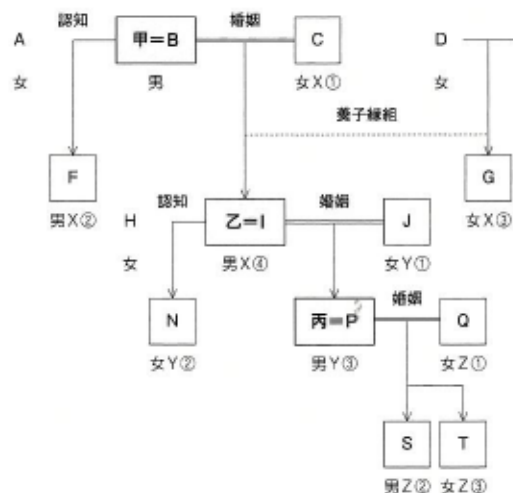 認知
婚姻
A
甲=B
C
D
女
男
女X①
女
養子縁組
F
G
男X②
認知
婚姻
女X③
H
乙=I
J
女
男X④
女Y①
婚姻
N
丙=P
Q
女Y②
男Y③
女Z①
S
T
男Z②
女Z③